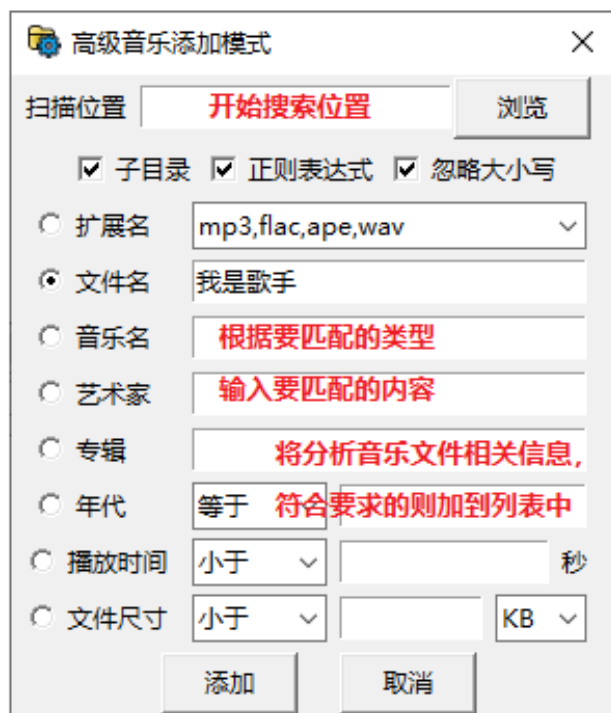 高级音乐添加模式
扫描位置 开始搜索位置 浏览
子目录 正则表达式 忽略大小写
扩展名 mp3,flac,ape,wav
文件名 我是歌手
音乐名 根据要匹配的类型
艺术家 输入要匹配的内容
专辑 将分析音乐文件相关信息,
年代 等于 符合要求的则加到列表中
播放时间 小于 秒
文件尺寸 小于 KB
添加 取消